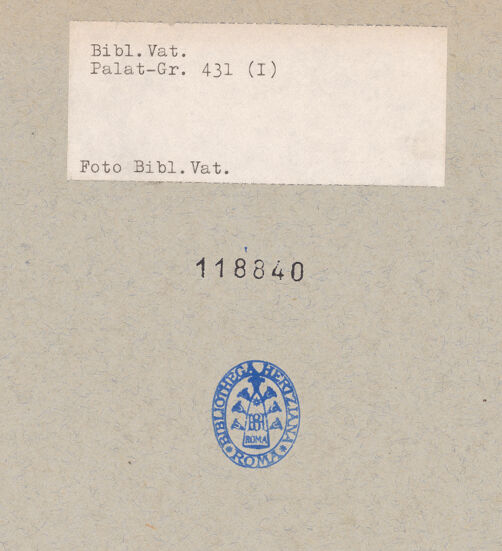 Bibl.Vat.
Palat-Gr. 431 (I)
Foto Bibl.Vat.
118840
BIBLIOTHECA HERTZIANA
ROMA
ROMA